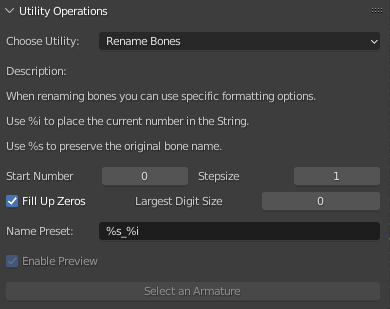 Utility Operations
Choose Utility: Rename Bones
Description:
When renaming bones you can use specific formatting options.
Use %i to place the current number in the String.
Use %s to preserve the original bone name.
Start Number 0 Stepsize 1
Fill Up Zeros Largest Digit Size 0
Name Preset: %s_%i
Enable Preview
Select an Armature